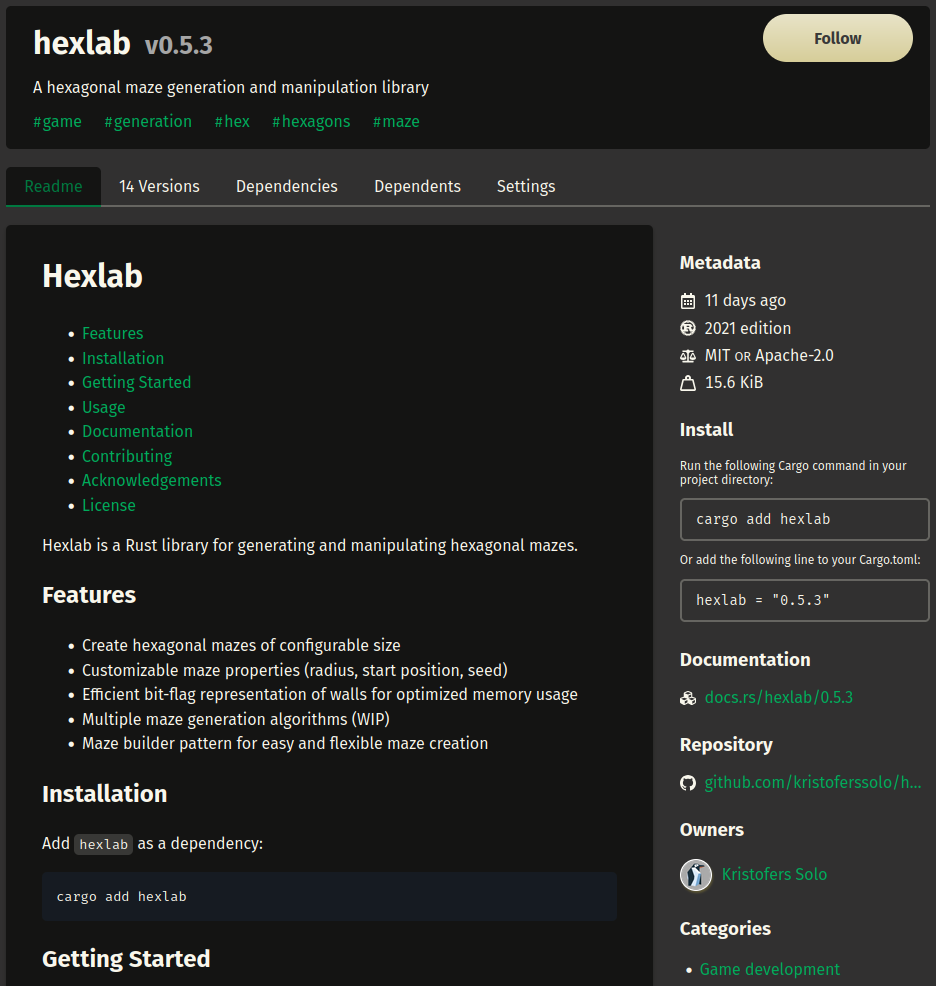 hexlab v0.5.3
Follow
A hexagonal maze generation and manipulation library
#game #generation #hex #hexagons #maze
Readme 14 Versions Dependencies Dependents Settings
Hexlab
Features
Installation
Getting Started
Usage
Documentation
Contributing
Acknowledgements
License
Hexlab is a Rust library for generating and manipulating hexagonal mazes.
Features
Create hexagonal mazes of configurable size
Customizable maze properties (radius, start position, seed)
Efficient bit-flag representation of walls for optimized memory usage
Multiple maze generation algorithms (WIP)
Maze builder pattern for easy and flexible maze creation
Installation
Add hexlab as a dependency:
cargo add hexlab
Getting Started
Metadata
11 days ago
2021 edition
MIT OR Apache-2.0
15.6 KiB
Install
Run the following Cargo command in your
project directory:
cargo add hexlab
Or add the following line to your Cargo.toml:
hexlab = "0.5.3"
Documentation
docs.rs/hexlab/0.5.3
Repository
github.com/kristoferssolo/h...
Owners
Kristofers Solo
Categories
Game development